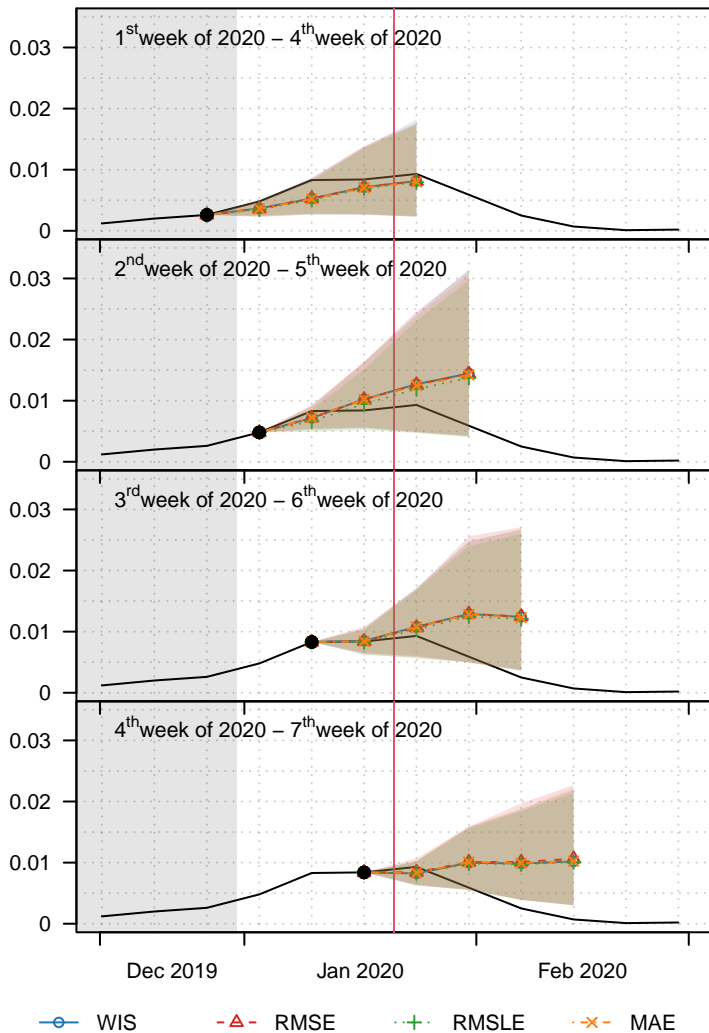 1st week of 2020 – 4th week of 2020
0.03
0.02
0.01
0
2nd week of 2020 – 5th week of 2020
0.03
0.02
0.01
0
3rd week of 2020 – 6th week of 2020
0.03
0.02
0.01
0
4th week of 2020 – 7th week of 2020
0.03
0.02
0.01
0
Dec 2019 Jan 2020 Feb 2020
WIS RMSE RMSLE MAE